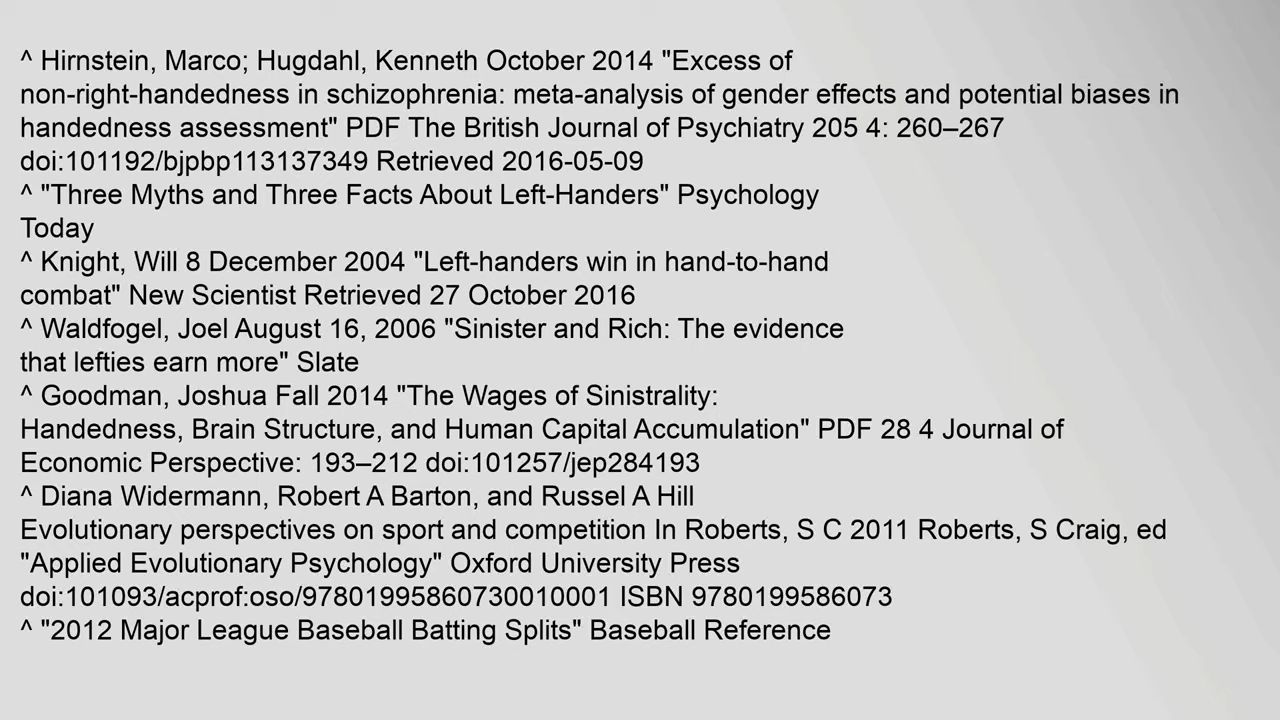 ^ Hirnstein, Marco; Hugdahl, Kenneth October 2014 "Excess of
non-right-handedness in schizophrenia: meta-analysis of gender effects and potential biases in
handedness assessment" PDF The British Journal of Psychiatry 205 4: 260–267
doi:101192/bjpbp113137349 Retrieved 2016-05-09
^ "Three Myths and Three Facts About Left-Handers" Psychology
Today
^ Knight, Will 8 December 2004 "Left-handers win in hand-to-hand
combat" New Scientist Retrieved 27 October 2016
^ Waldfogel, Joel August 16, 2006 "Sinister and Rich: The evidence
that lefties earn more" Slate
^ Goodman, Joshua Fall 2014 "The Wages of Sinistrality:
Handedness, Brain Structure, and Human Capital Accumulation" PDF 28 4 Journal of
Economic Perspective: 193–212 doi:101257/jep284193
^ Diana Widermann, Robert A Barton, and Russel A Hill
Evolutionary perspectives on sport and competition In Roberts, S C 2011 Roberts, S Craig, ed
"Applied Evolutionary Psychology" Oxford University Press
doi:101093/acprof:oso/97801995860730010001 ISBN 9780199586073
^ "2012 Major League Baseball Batting Splits" Baseball Reference